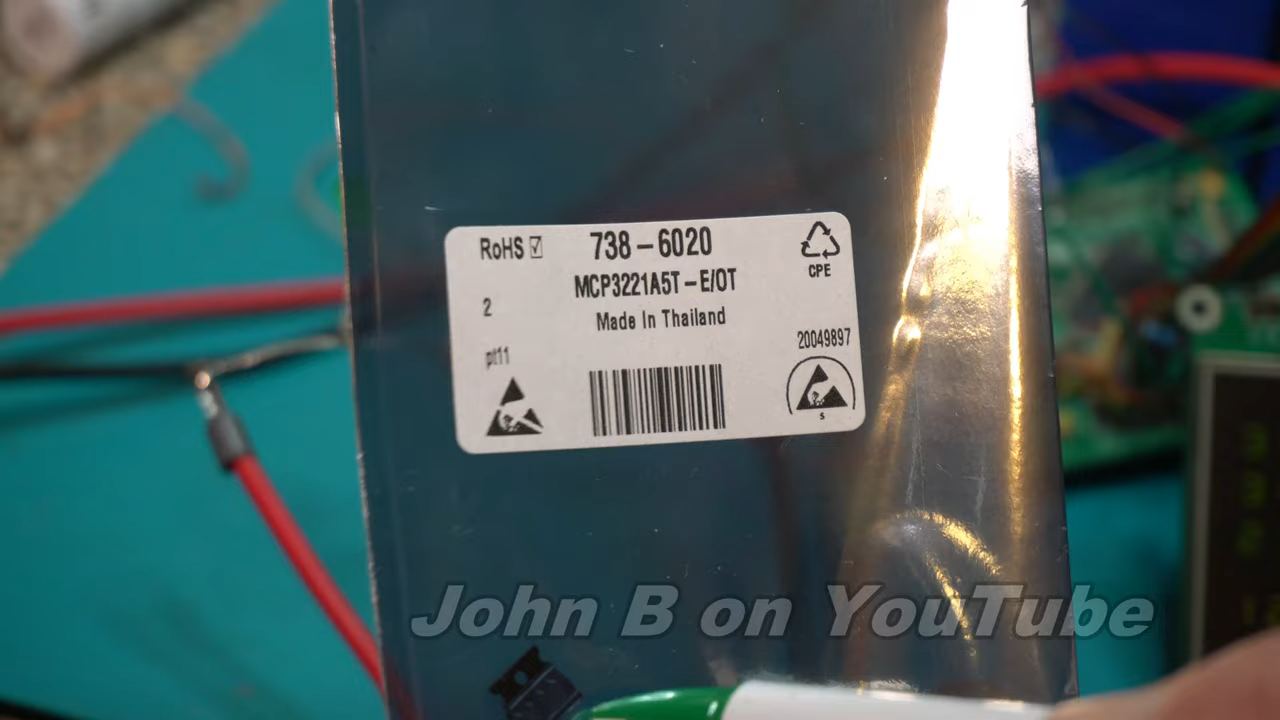 RoHS ☑ 738-6020
MCP3221A5T-E/OT
CPE
2
Made In Thailand
20049897
pt11
S
John B on YouTube